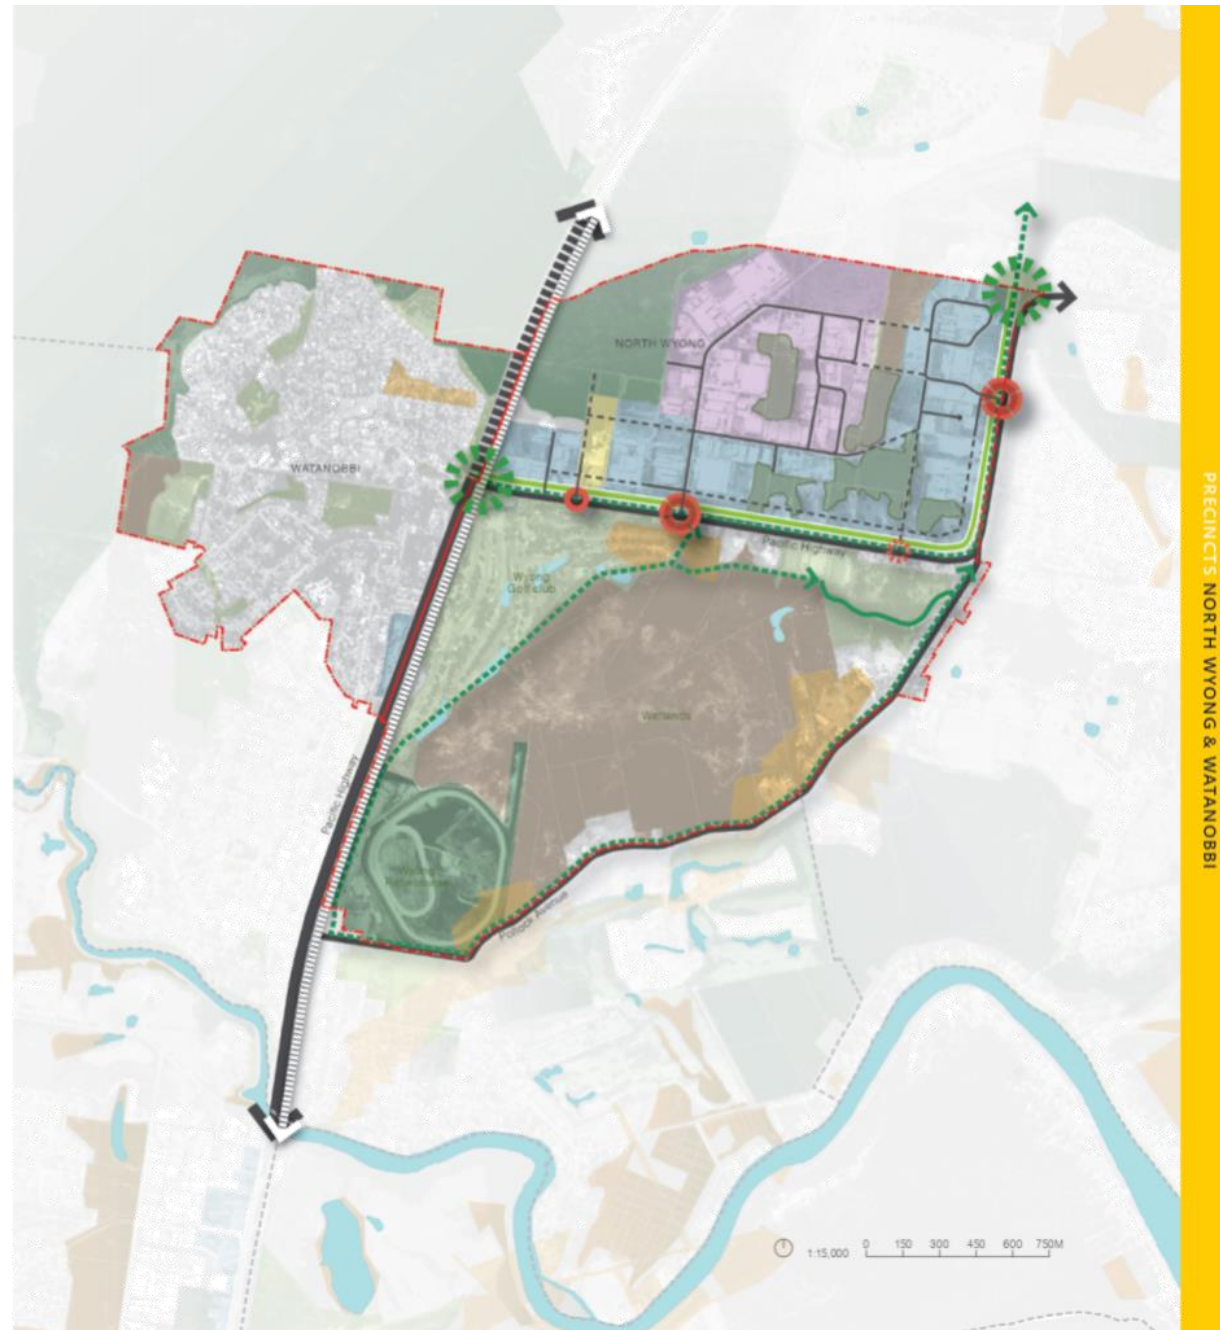 NORTH WYONG
WATANOBBI
Pacific Highway
Wyong
Golf club
Wetlands
Pacific Highway
Pollock Avenue
1:15,000
0 150 300 450 600 750M
PRECINCTS NORTH WYONG & WATANOBBI